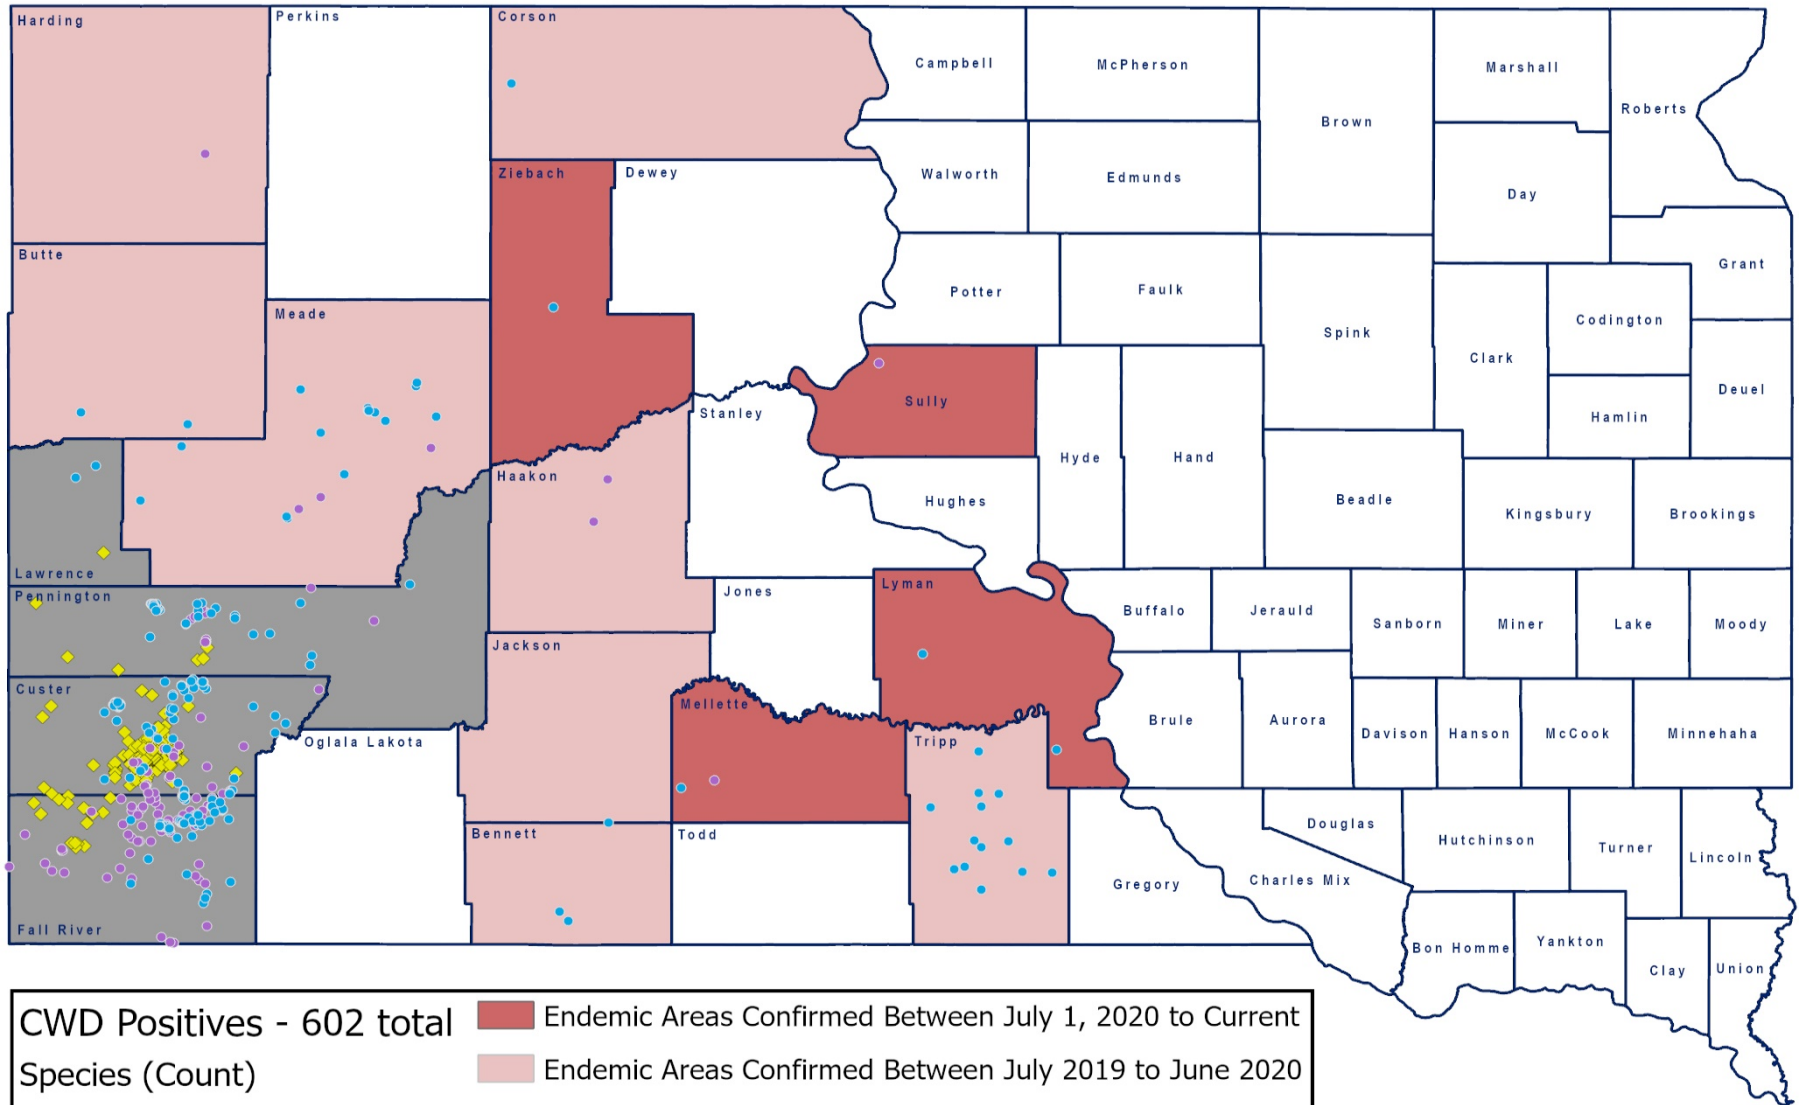 Harding
Perkins
Corson
Campbell
McPherson
Brown
Marshall
Roberts
Ziebach
Dewey
Walworth
Edmunds
Day
Butte
Meade
Potter
Faulk
Spink
Grant
Codington
Clark
Deuel
Hamlin
Sully
Stanley
Haakon
Hyde
Hand
Hughes
Beadle
Kingsbury
Brookings
Lawrence
Pennington
Jones
Lyman
Buffalo
Jerauld
Sanborn
Miner
Lake
Moody
Jackson
Custer
Mellette
Oglala Lakota
Tripp
Brule
Aurora
Davison
Hanson
McCook
Minnehaha
Bennett
Todd
Douglas
Hutchinson
Turner
Lincoln
Gregory
Charles Mix
Fall River
Bon Homme
Yankton
Clay
Union
CWD Positives - 602 total
Endemic Areas Confirmed Between July 1, 2020 to Current
Species (Count)
Endemic Areas Confirmed Between July 2019 to June 2020